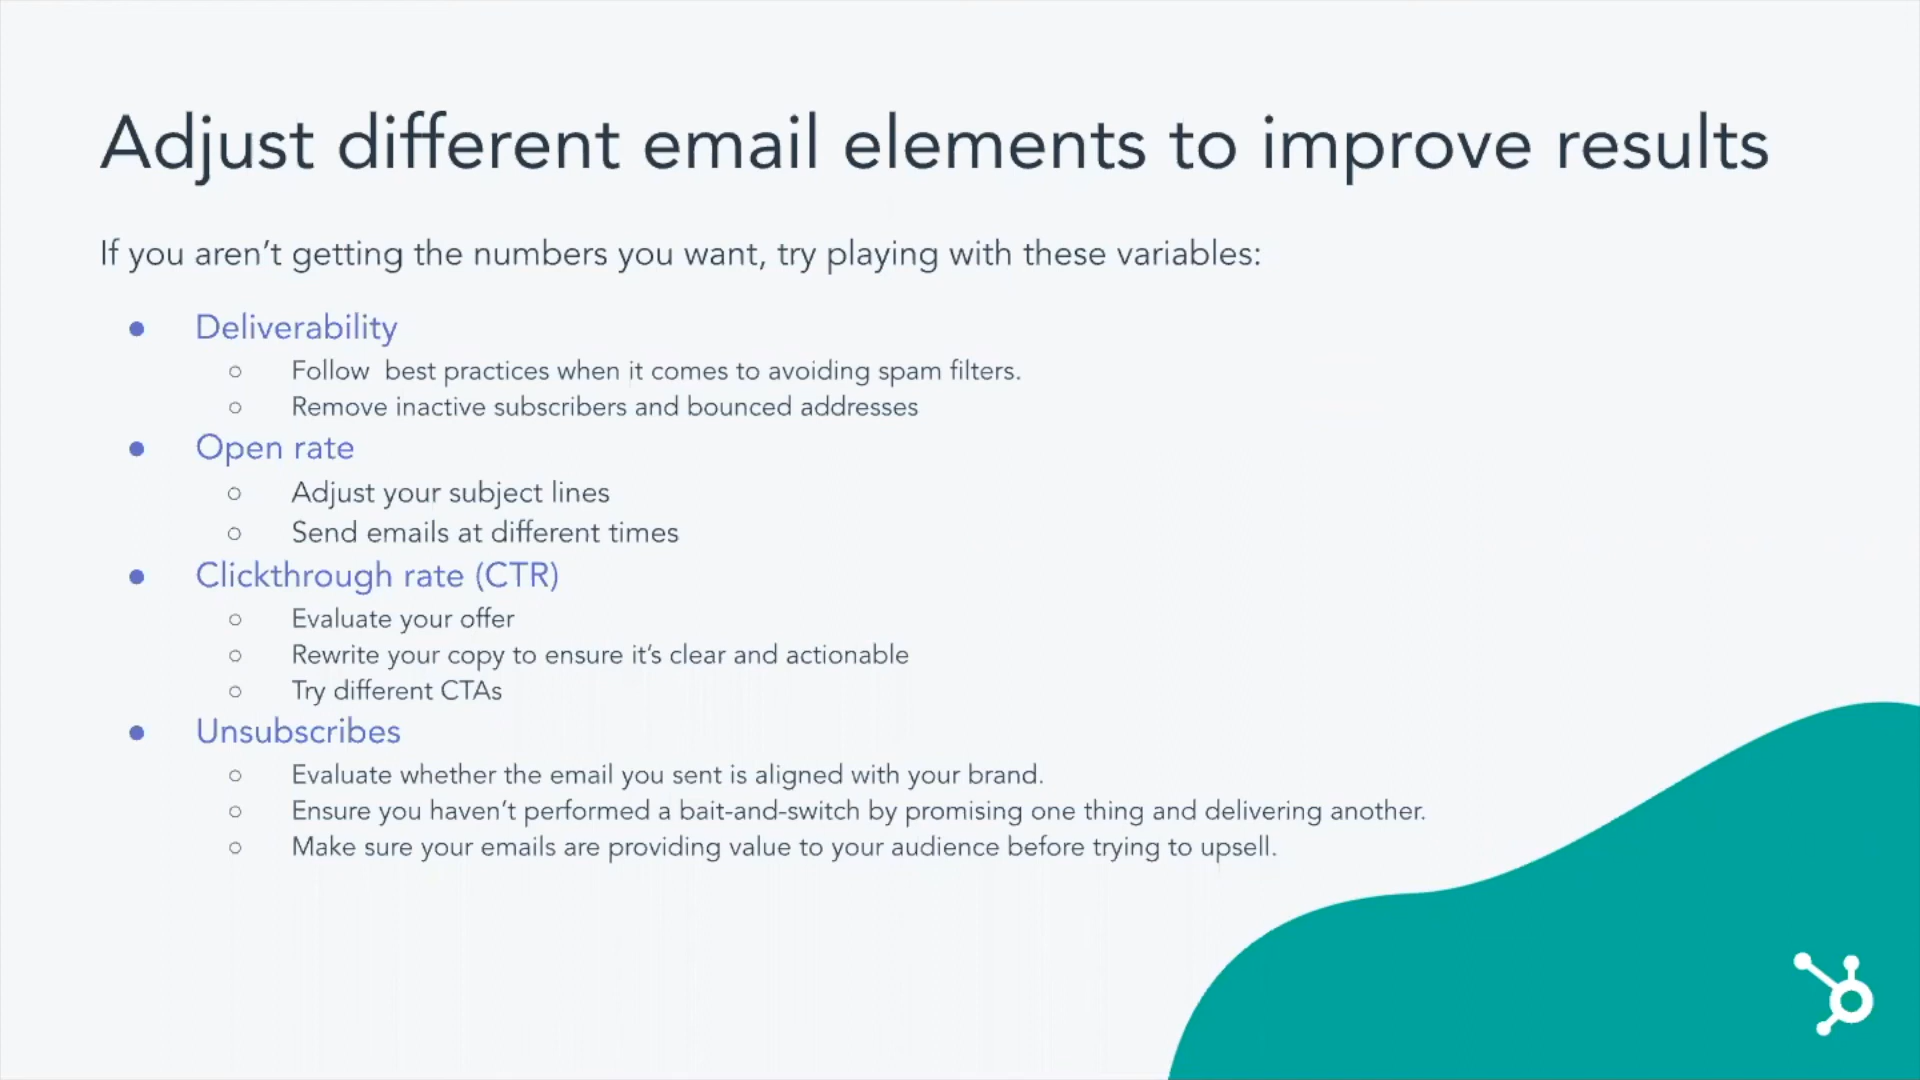 Adjust different email elements to improve results
If you aren’t getting the numbers you want, try playing with these variables:
● Deliverability
○ Follow  best practices when it comes to avoiding spam filters.
○ Remove inactive subscribers and bounced addresses
● Open rate
○ Adjust your subject lines
○ Send emails at different times
● Clickthrough rate (CTR)
○ Evaluate your offer
○ Rewrite your copy to ensure it’s clear and actionable
○ Try different CTAs
● Unsubscribes
○ Evaluate whether the email you sent is aligned with your brand.
○ Ensure you haven’t performed a bait-and-switch by promising one thing and delivering another.
○ Make sure your emails are providing value to your audience before trying to upsell.